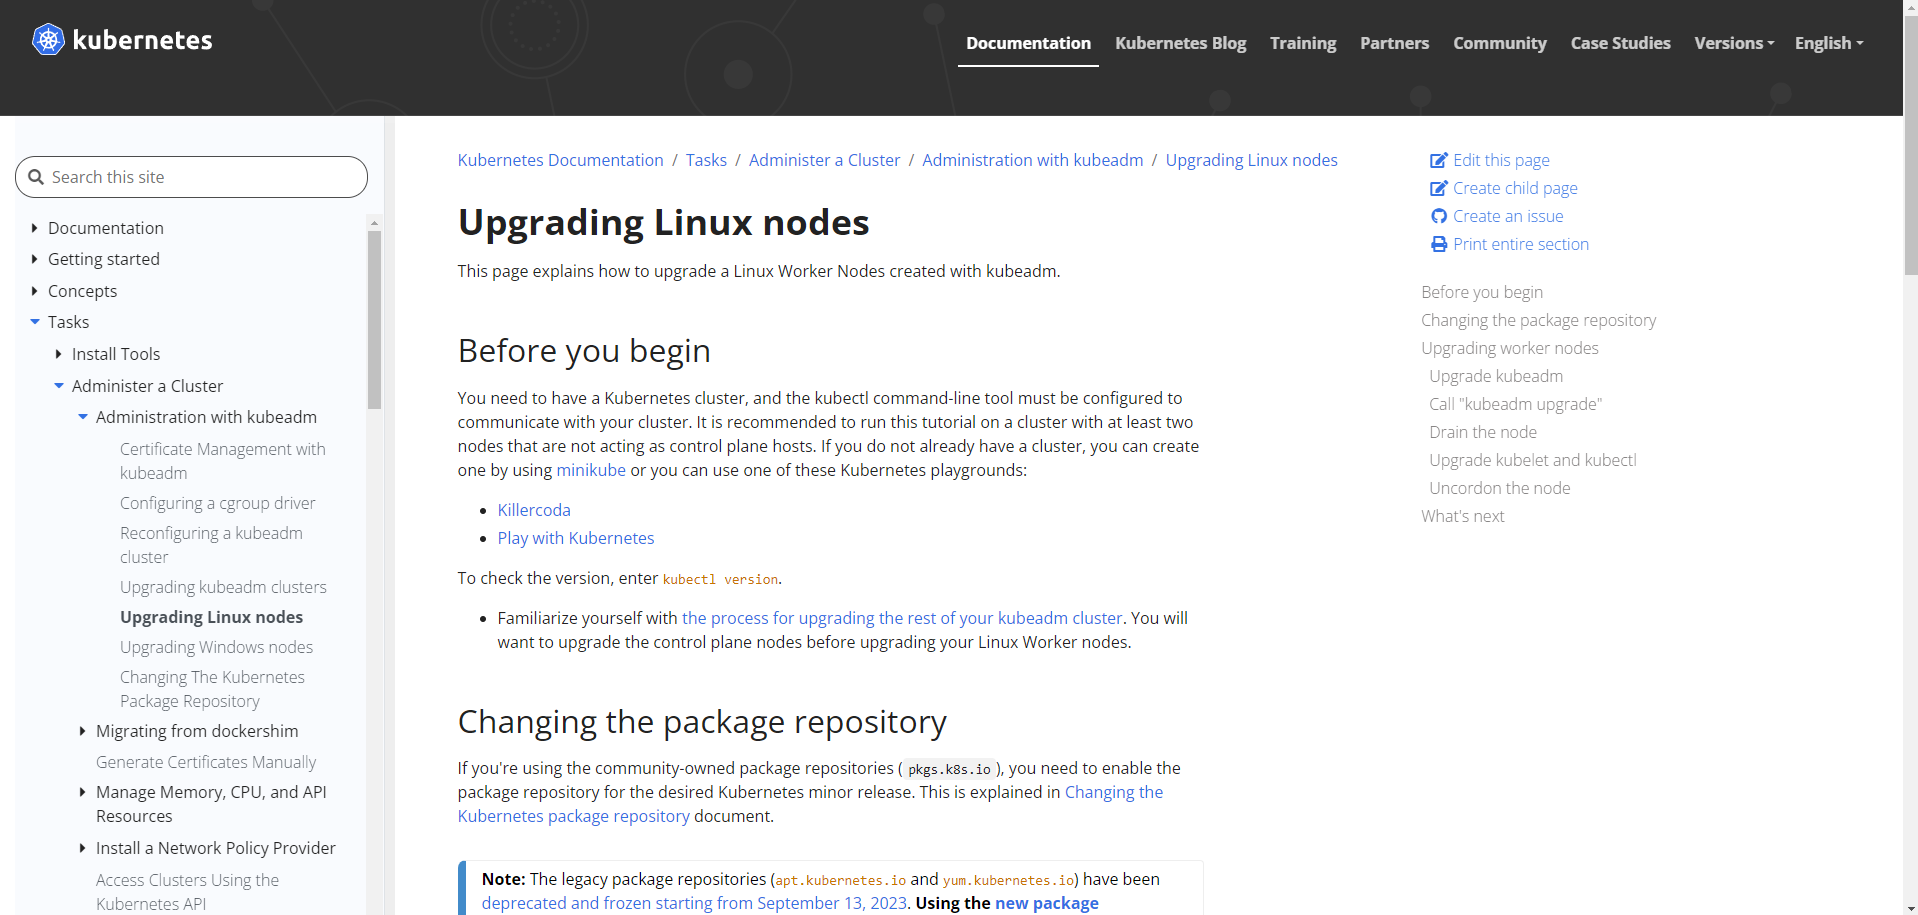 kubernetes
Documentation
Kubernetes Blog
Training
Partners
Community
Case Studies
Versions
English
Search this site
Documentation
Getting started
Concepts
Tasks
Install Tools
Administer a Cluster
Administration with kubeadm
Certificate Management with
kubeadm
Configuring a cgroup driver
Reconfiguring a kubeadm
cluster
Upgrading kubeadm clusters
Upgrading Linux nodes
Upgrading Windows nodes
Changing The Kubernetes
Package Repository
Migrating from dockershim
Generate Certificates Manually
Manage Memory, CPU, and API
Resources
Install a Network Policy Provider
Access Clusters Using the
Kubernetes API
Kubernetes Documentation / Tasks / Administer a Cluster / Administration with kubeadm / Upgrading Linux nodes
Upgrading Linux nodes
This page explains how to upgrade a Linux Worker Nodes created with kubeadm.
Before you begin
You need to have a Kubernetes cluster, and the kubectl command-line tool must be configured to
communicate with your cluster. It is recommended to run this tutorial on a cluster with at least two
nodes that are not acting as control plane hosts. If you do not already have a cluster, you can create
one by using minikube or you can use one of these Kubernetes playgrounds:
• Killercoda
• Play with Kubernetes
To check the version, enter kubectl version.
• Familiarize yourself with the process for upgrading the rest of your kubeadm cluster. You will
want to upgrade the control plane nodes before upgrading your Linux Worker nodes.
Changing the package repository
If you're using the community-owned package repositories (pkgs.k8s.io), you need to enable the
package repository for the desired Kubernetes minor release. This is explained in Changing the
Kubernetes package repository document.
Note: The legacy package repositories (apt.kubernetes.io and yum.kubernetes.io) have been
deprecated and frozen starting from September 13, 2023. Using the new package
Edit this page
Create child page
Create an issue
Print entire section
Before you begin
Changing the package repository
Upgrading worker nodes
Upgrade kubeadm
Call "kubeadm upgrade"
Drain the node
Upgrade kubelet and kubectl
Uncordon the node
What's next